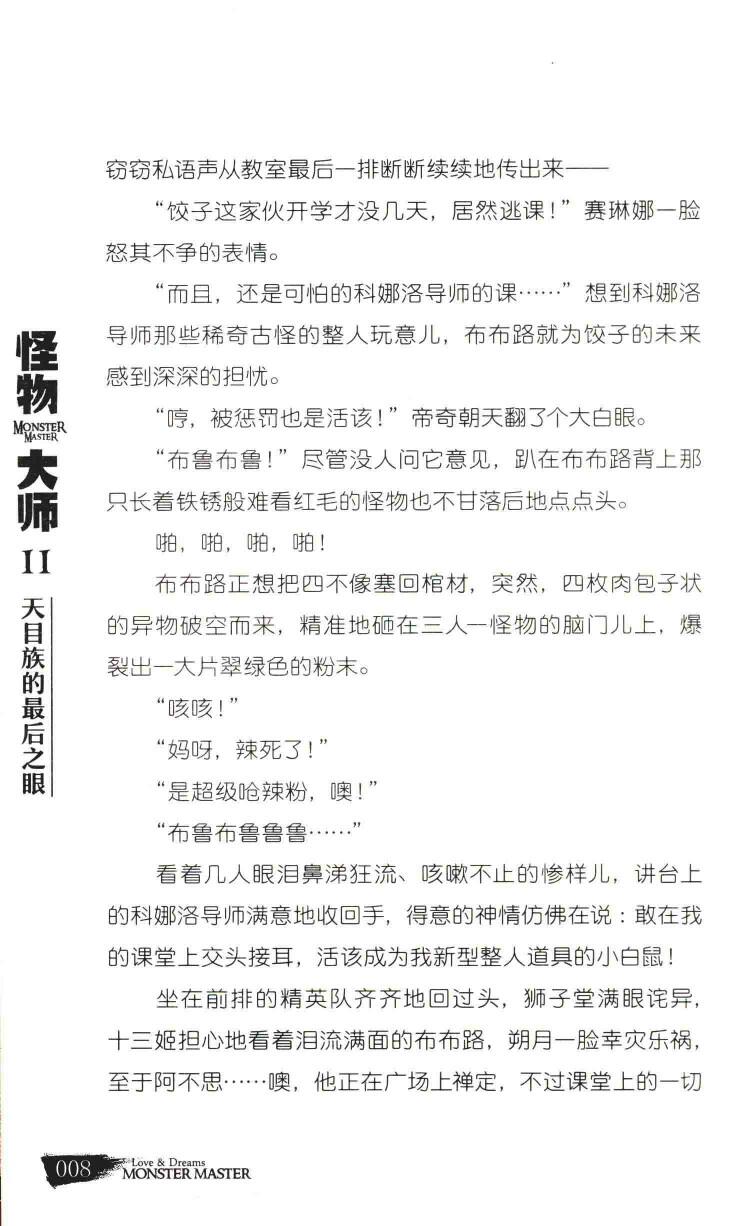 窃窃私语声从教室最后一排断断续续地传出来——
“饺子这家伙开学才没几天，居然逃课！”赛琳娜一脸
怒其不争的表情。
“而且，还是可怕的科娜洛导师的课……”想到科娜洛
导师那些稀奇古怪的整人玩意儿，布布路就为饺子的未来
感到深深的担忧。
“哼，被惩罚也是活该！”帝奇朝天翻了个大白眼。
“布鲁布鲁！”尽管没人问它意见，趴在布布路背上那
只长着铁锈般难看红毛的怪物也不甘落后地点点头。
啪，啪，啪，啪！
布布路正想把四不像塞回棺材，突然，四枚肉包子状
的异物破空而来，精准地砸在三人一怪物的脑门儿上，爆
裂出一大片翠绿色的粉末。
“咳咳！”
“妈呀，辣死了！”
“是超级呛辣粉，噢！”
“布鲁布鲁鲁鲁……”
看着几人眼泪鼻涕狂流、咳嗽不止的惨样儿，讲台上
的科娜洛导师满意地收回手，得意的神情仿佛在说：敢在我
的课堂上交头接耳，活该成为我新型整人道具的小白鼠！
坐在前排的精英队齐齐地回过头，狮子堂满眼诧异，
十三姬担心地看着泪流满面的布布路，朔月一脸幸灾乐祸，
至于阿不思……噢，他正在广场上禅定，不过课堂上的一切
怪物
MONSTER
MASTER
大师
II
天目族的最后之眼
008
Love & Dreams
MONSTER MASTER